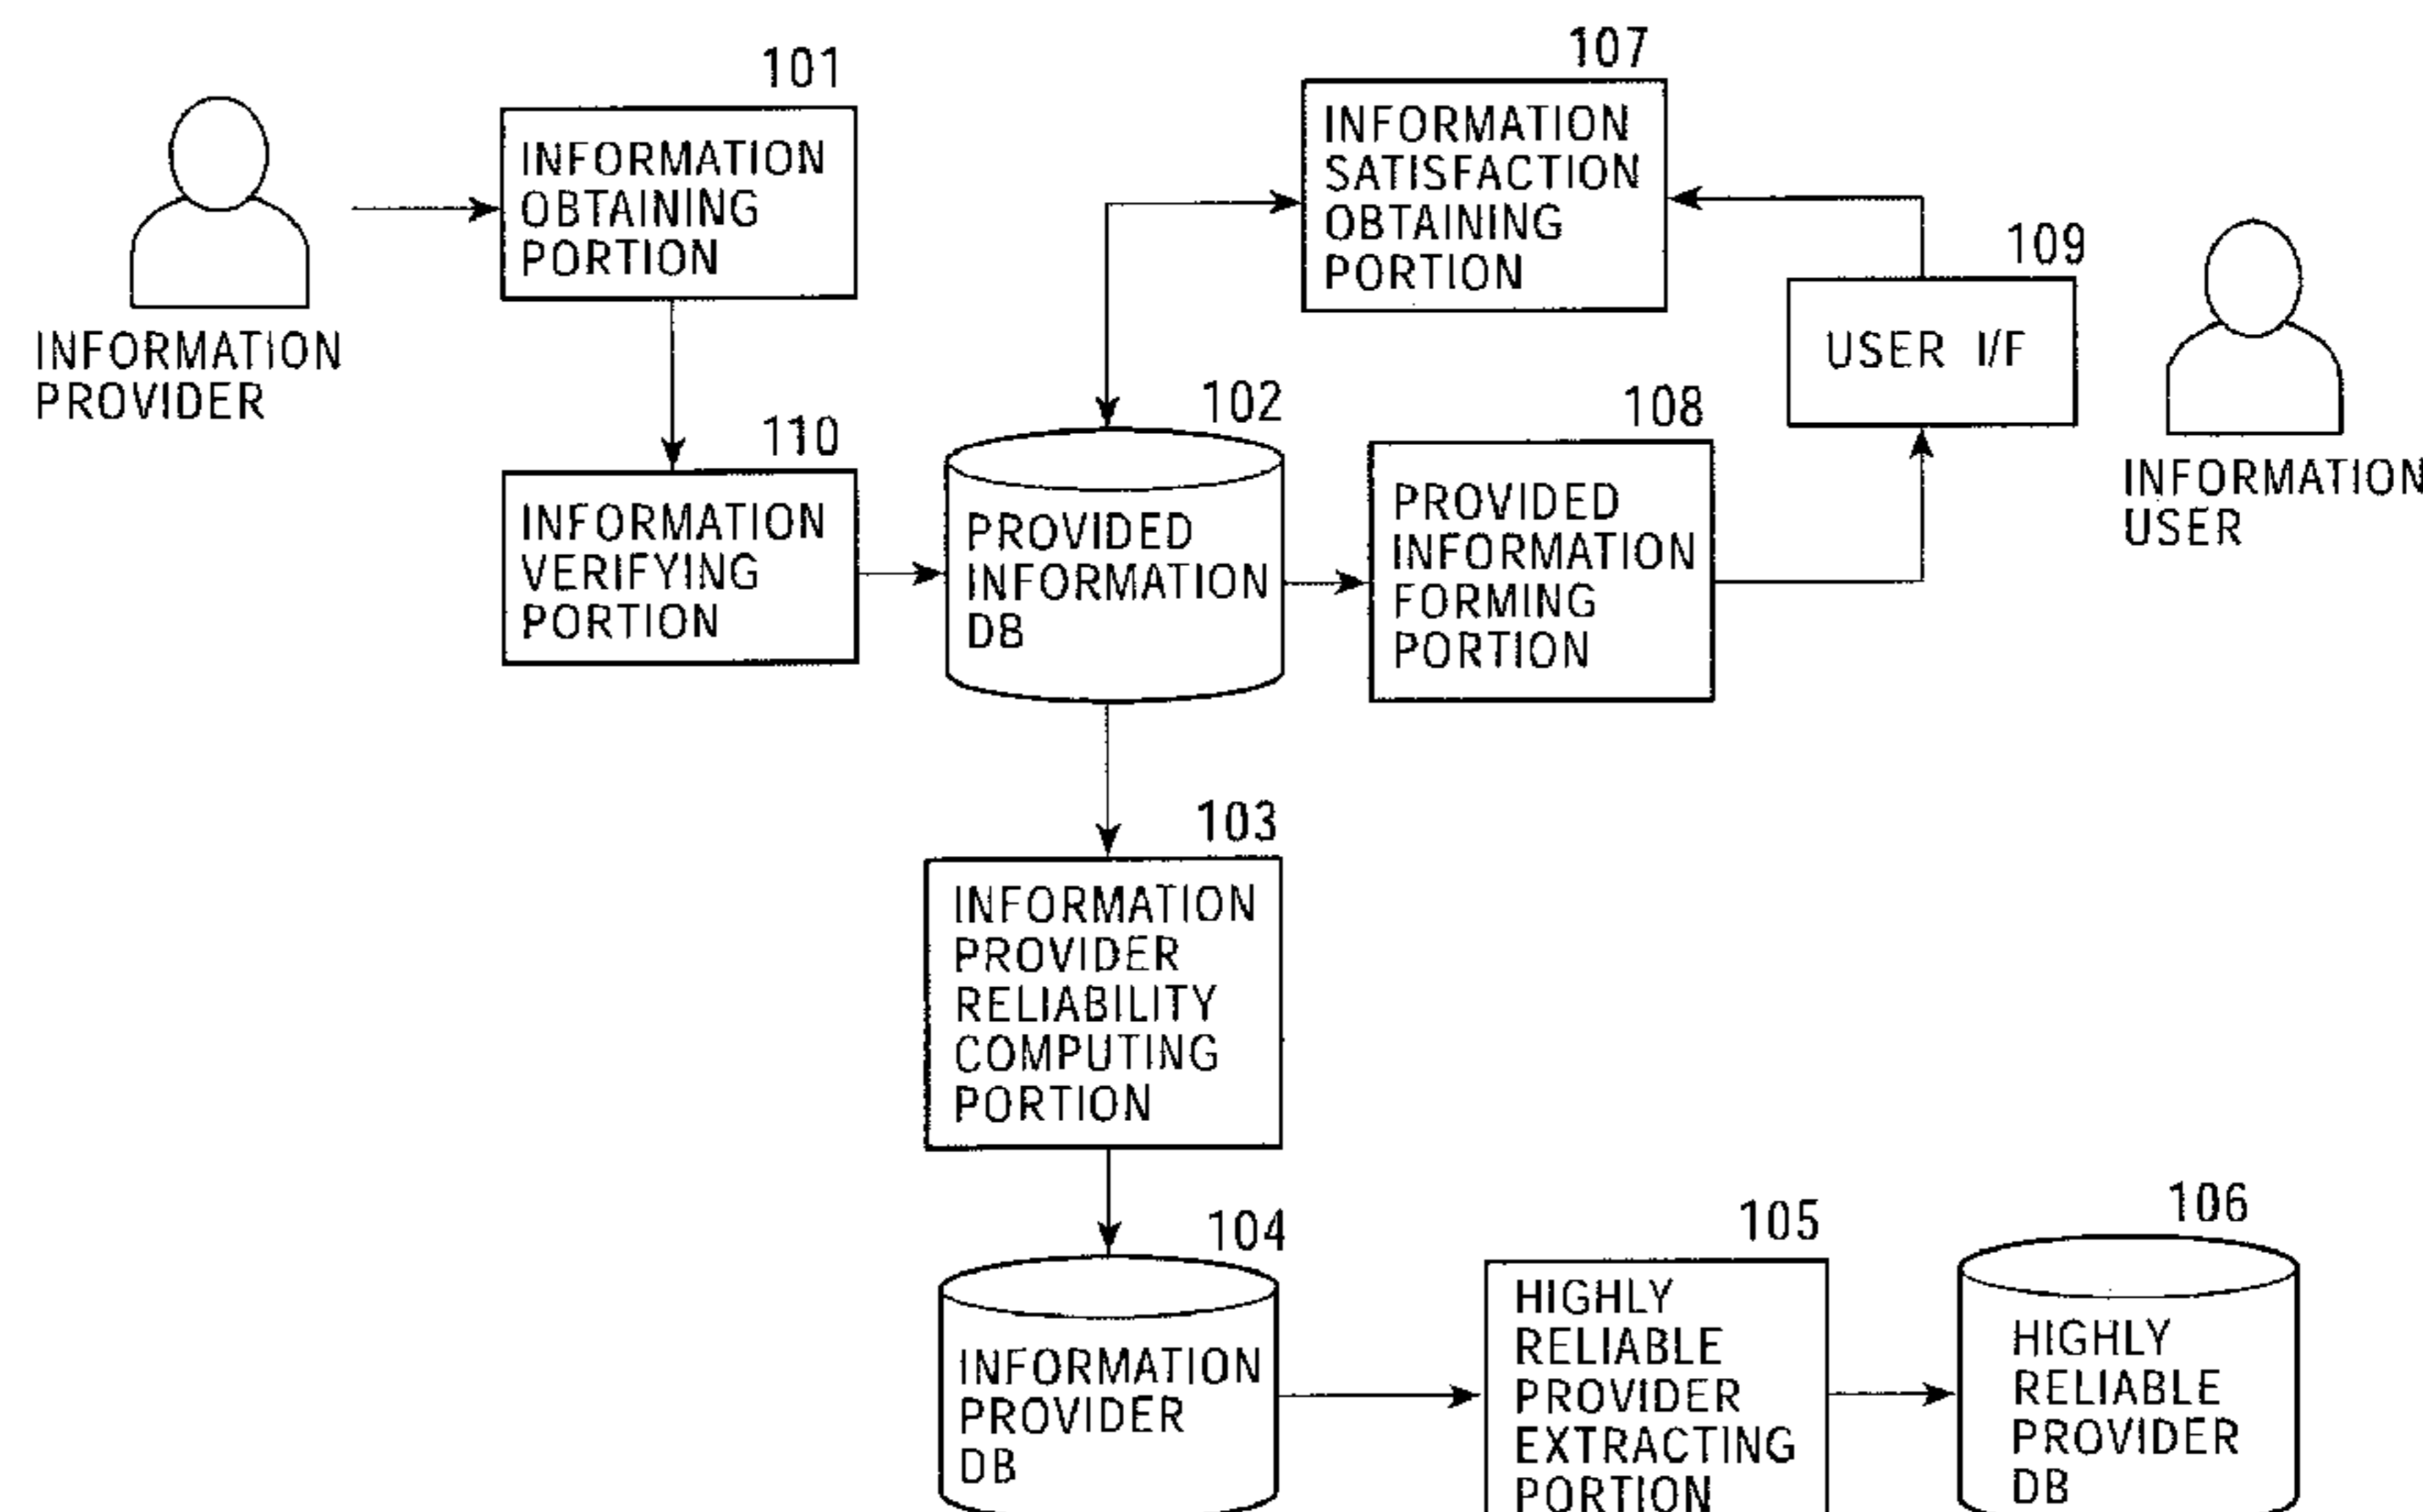 101
INFORMATION
OBTAINING
PORTION
INFORMATION
PROVIDER
107
INFORMATION
SATISFACTION
OBTAINING
PORTION
109
USER I/F
INFORMATION
USER
110
INFORMATION
VERIFYING
PORTION
102
PROVIDED
INFORMATION
DB
108
PROVIDED
INFORMATION
FORMING
PORTION
103
INFORMATION
PROVIDER
RELIABILITY
COMPUTING
PORTION
104
INFORMATION
PROVIDER
DB
105
HIGHLY
RELIABLE
PROVIDER
EXTRACTING
PORTION
106
HIGHLY
RELIABLE
PROVIDER
DB